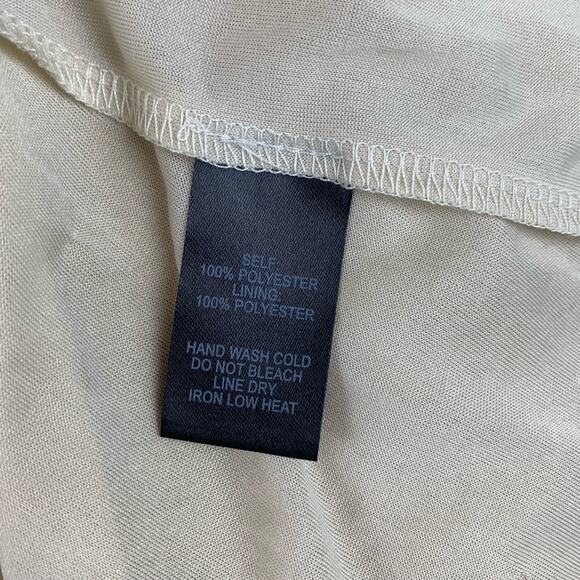 SELF:
100% POLYESTER
LINING:
100% POLYESTER
HAND WASH COLD
DO NOT BLEACH
LINE DRY
IRON LOW HEAT